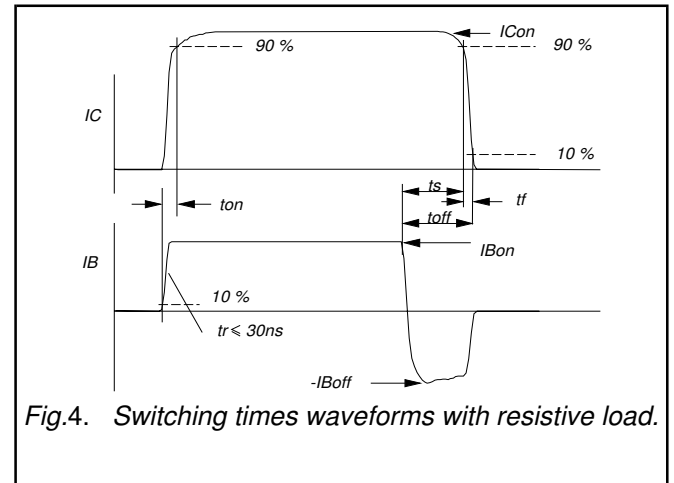 ICon
90 %
90 %
IC
10 %
ts
ton
tf
toff
IBon
IB
10 %
tr ⩽ 30ns
-IBoff
Fig.4. Switching times waveforms with resistive load.